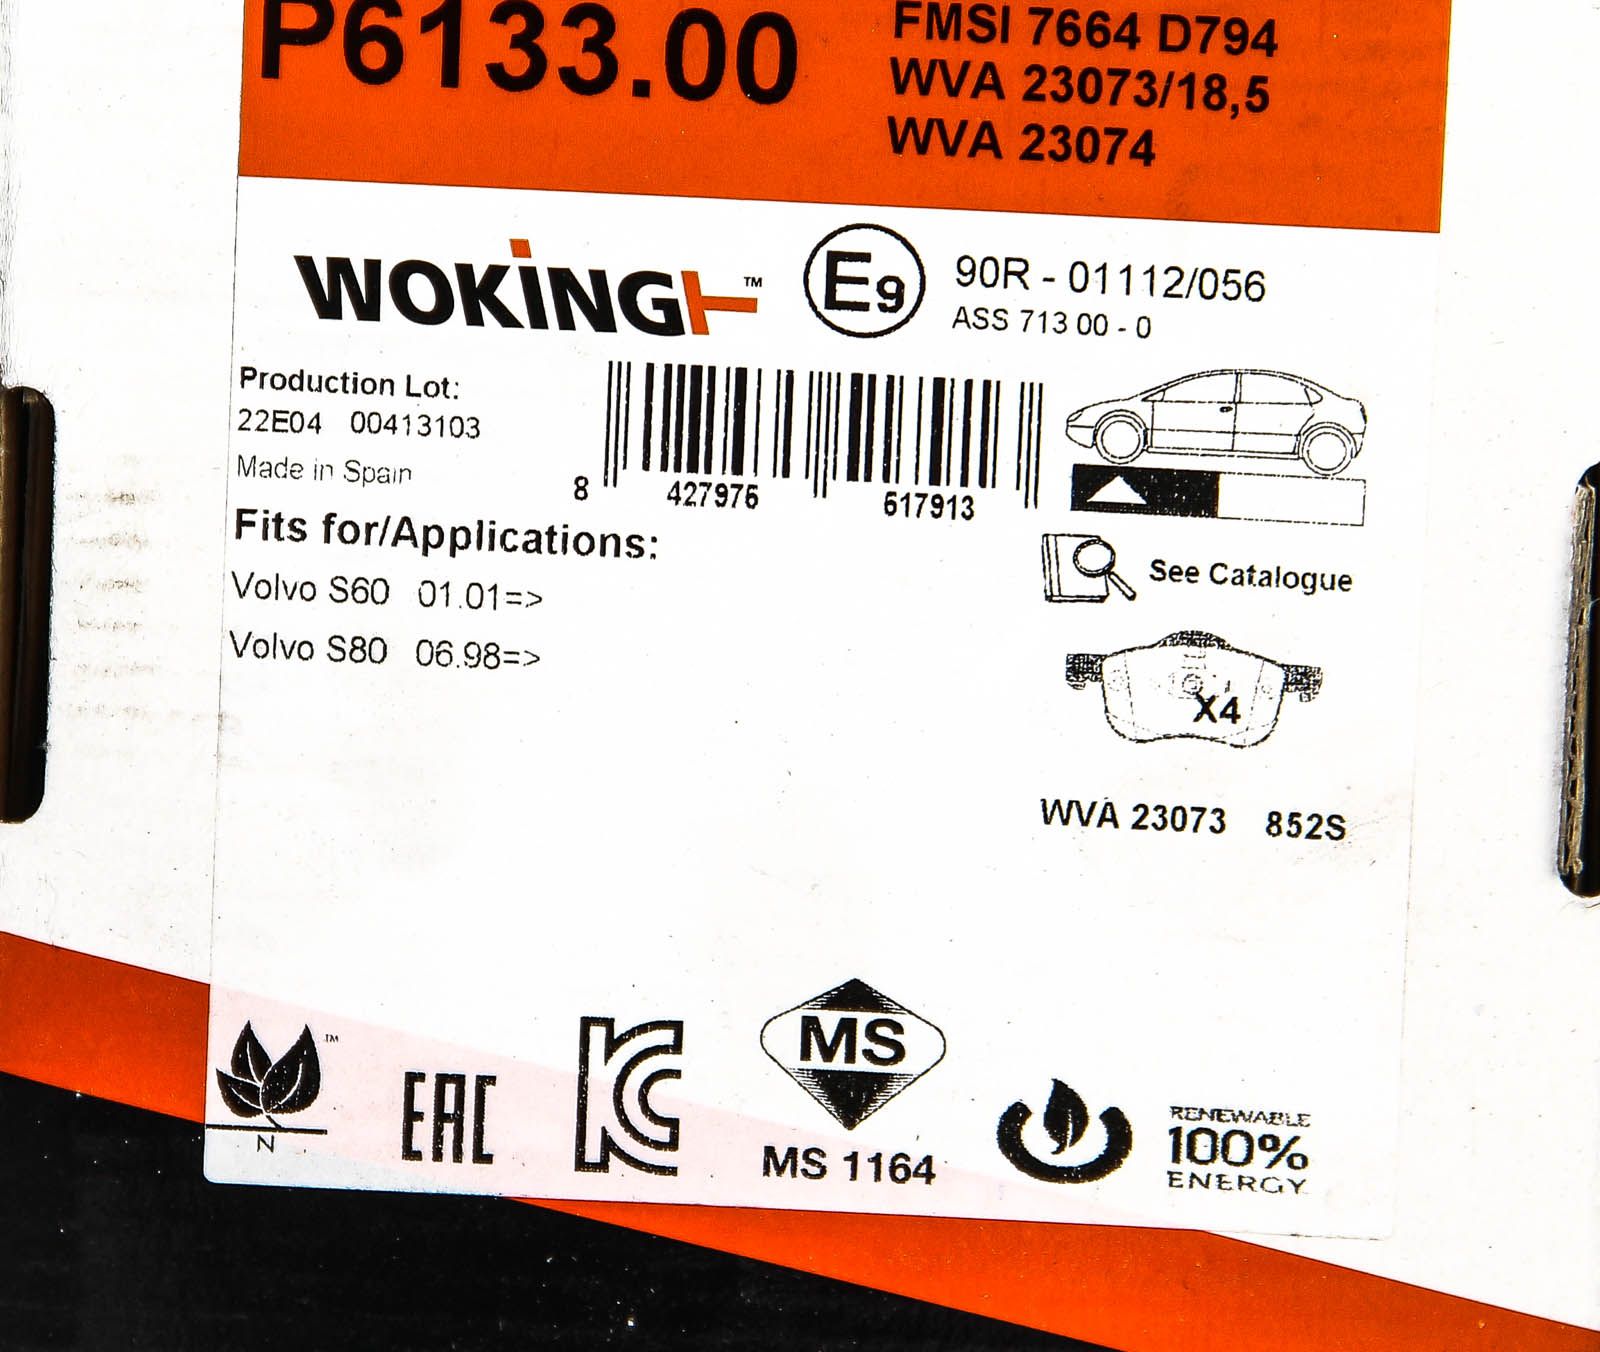 P6133.00
FMSI 7664 D794
WVA 23073/18,5
WVA 23074
WOKING™
E9
90R - 01112/056
ASS 713 00 - 0
Production Lot:
22E04 00413103
Made in Spain
8 427976 617913
Fits for/Applications:
Volvo S60 01.01=>
Volvo S80 06.98=>
See Catalogue
X4
WVA 23073 852S
™
N
EAC
KC
MS
MS 1164
RENEWABLE
100%
ENERGY